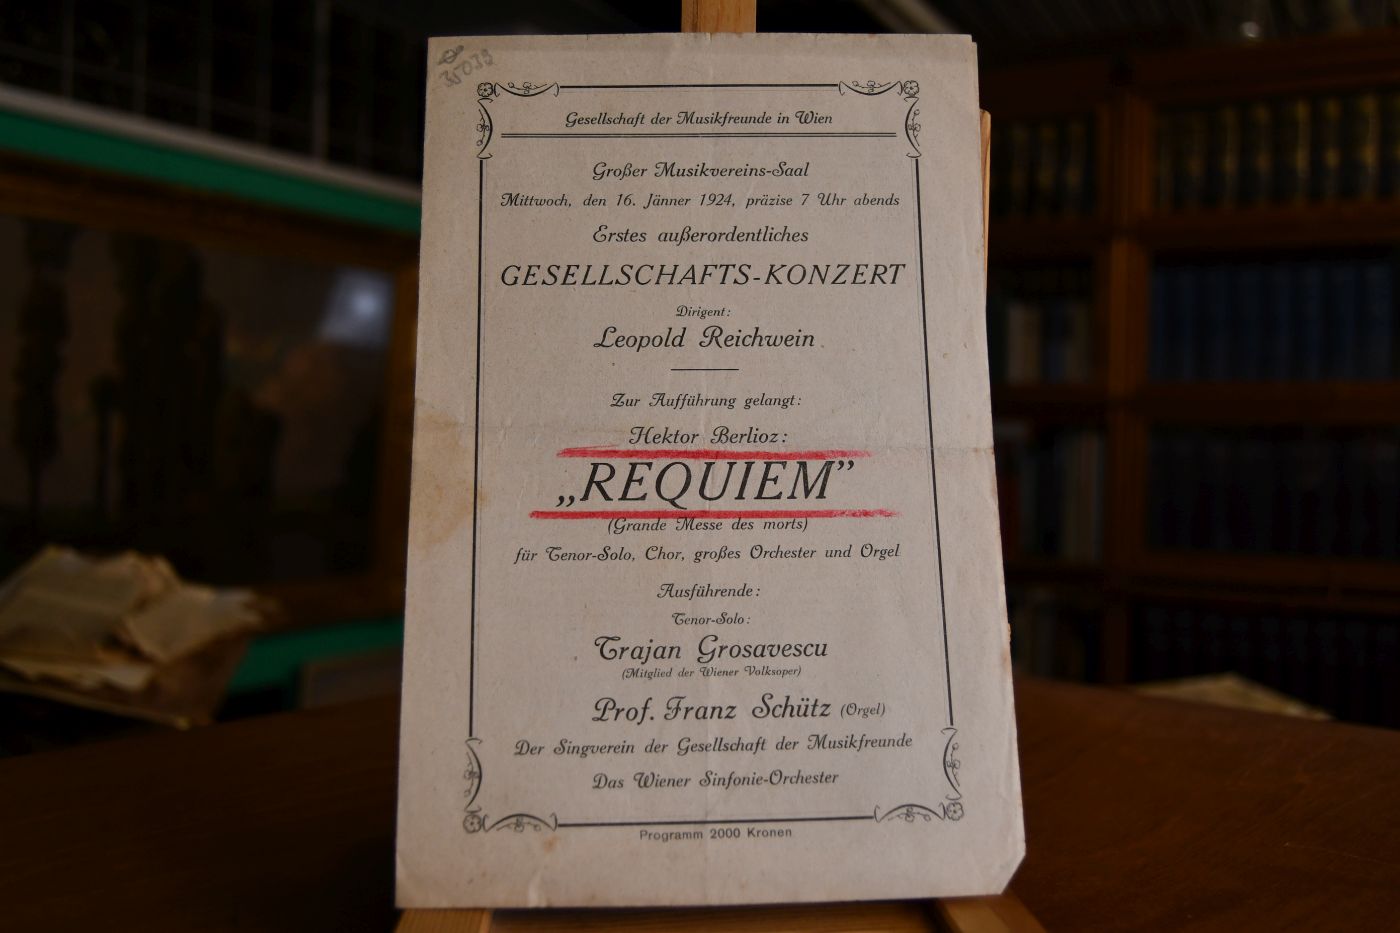 Gesellschaft der Musikfreunde in Wien
Großer Musikvereins-Saal
Mittwoch, den 16. Jänner 1924, präzise 7 Uhr abends
Erstes außerordentliches
GESELLSCHAFTS-KONZERT
Dirigent:
Leopold Reichwein
Zur Aufführung gelangt:
Hektor Berlioz:
„REQUIEM”
(Grande Messe des morts)
für Tenor-Solo, Chor, großes Orchester und Orgel
Ausführende:
Tenor-Solo:
Trajan Grosavescu
(Mitglied der Wiener Volksoper)
Prof. Franz Schütz (Orgel)
Der Singverein der Gesellschaft der Musikfreunde
Das Wiener Sinfonie-Orchester
Programm 2000 Kronen